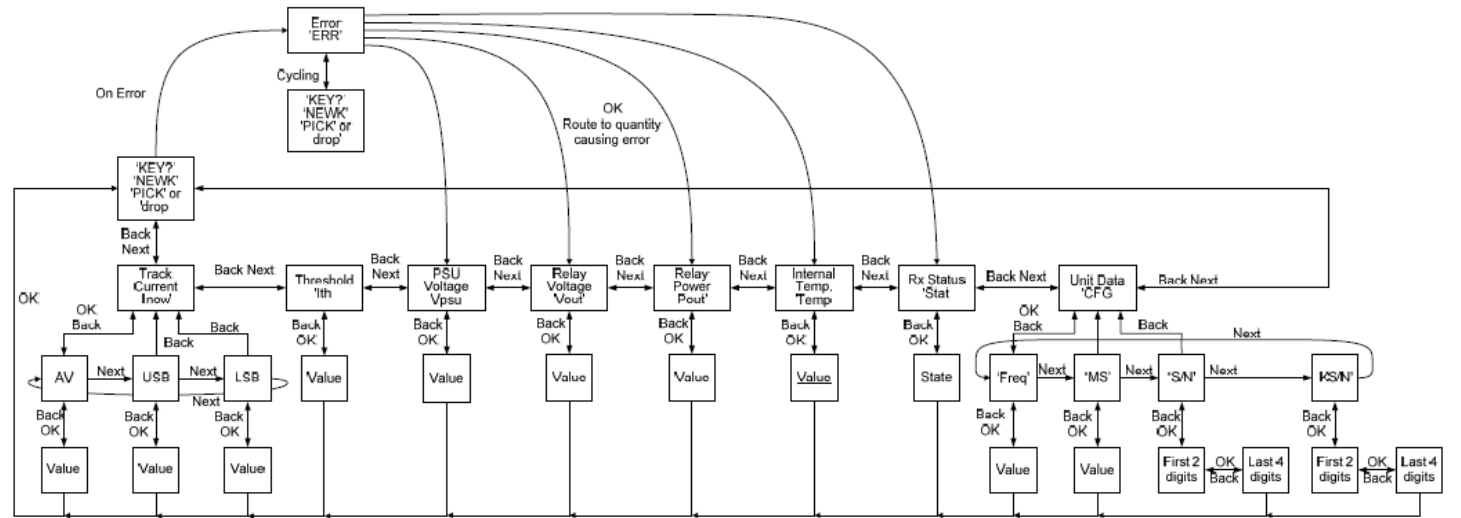 Error
'ERR'
Cycling
'KEY?'
'NEWK'
'PICK' or
drop'
On Error
OK
Route to quantity
causing error
'KEY?'
'NEWK'
'PICK' or
'drop
Back
Next
Track
Current
Inow'
Back Next
Threshold
'Ith
Back
Next
PSU
Voltage
Vpsu
Back
Next
Relay
Voltage
'Vout'
Back
Next
Relay
Power
Pout'
Back
Next
Internal
Temp.
'Temp'
Back
Next
Rx Status
'Stat
Back Next
Unit Data
'CFG
Back Next
OK
OK
Back
Back
Back
AV
Next
USB
Next
LSB
Next
Back
OK
Value
Back
OK
'Value
Back
OK
Value
Back
OK
'Value
Back
OK
Value
Back
OK
Value
Back
OK
'Value
Back
OK
Value
Back
OK
State
OK
Back
Back
Next
'Freq'
Next
'MS'
Next
'S/N'
Next
'KS/N'
Back
OK
Value
Back
OK
Value
Back
OK
First 2
digits
OK
Back
Last 4
digits
Back
OK
First 2
digits
OK
Back
Last 4
digits